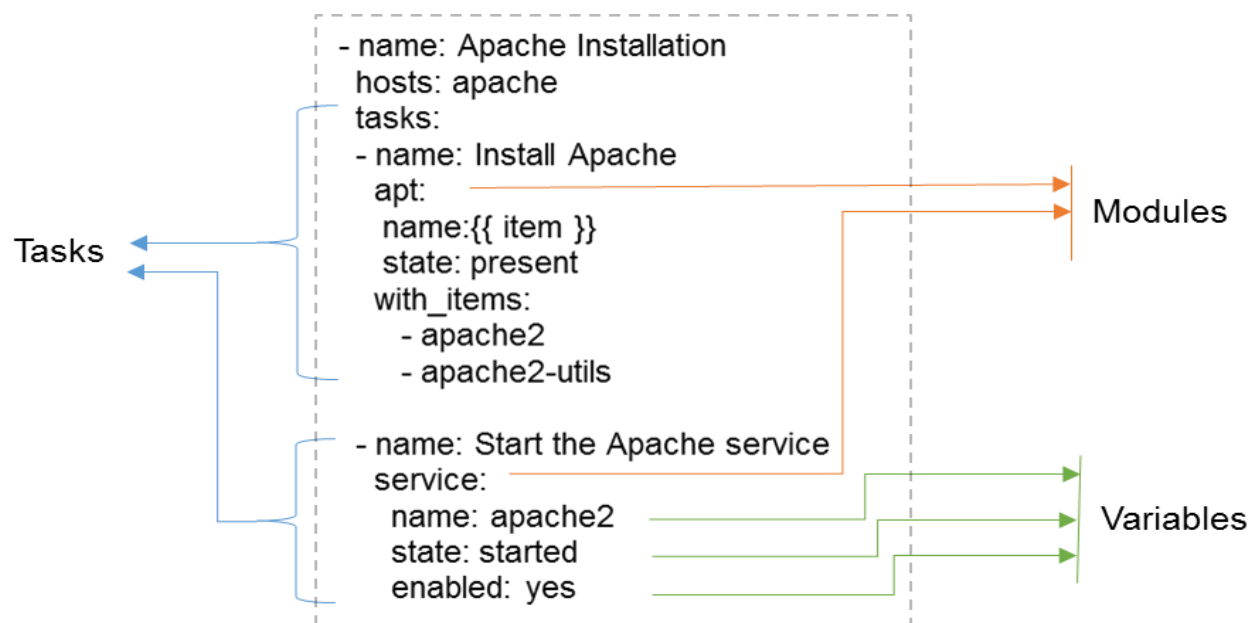 - name: Apache Installation
hosts: apache
tasks:
- name: Install Apache
apt:
name:{{ item }}
state: present
with_items:
- apache2
- apache2-utils
- name: Start the Apache service
service:
name: apache2
state: started
enabled: yes
Tasks
Modules
Variables